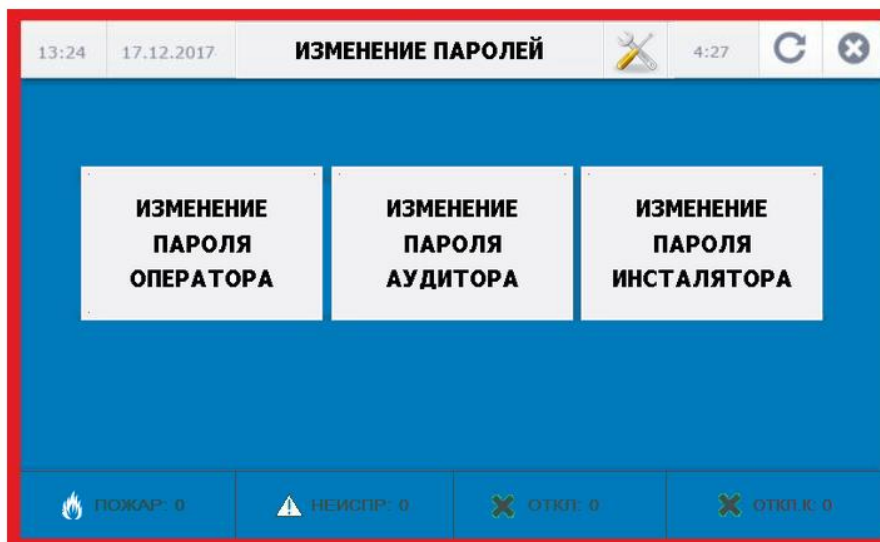 13:24 17.12.2017 ИЗМЕНЕНИЕ ПАРОЛЕЙ 4:27
ИЗМЕНЕНИЕ
ПАРОЛЯ
ОПЕРАТОРА
ИЗМЕНЕНИЕ
ПАРОЛЯ
АУДИТОРА
ИЗМЕНЕНИЕ
ПАРОЛЯ
ИНСТАЛЯТОРА
ПОЖАР: 0 НЕИСПР: 0 ОТКЛ: 0 ОТКЛ.К: 0